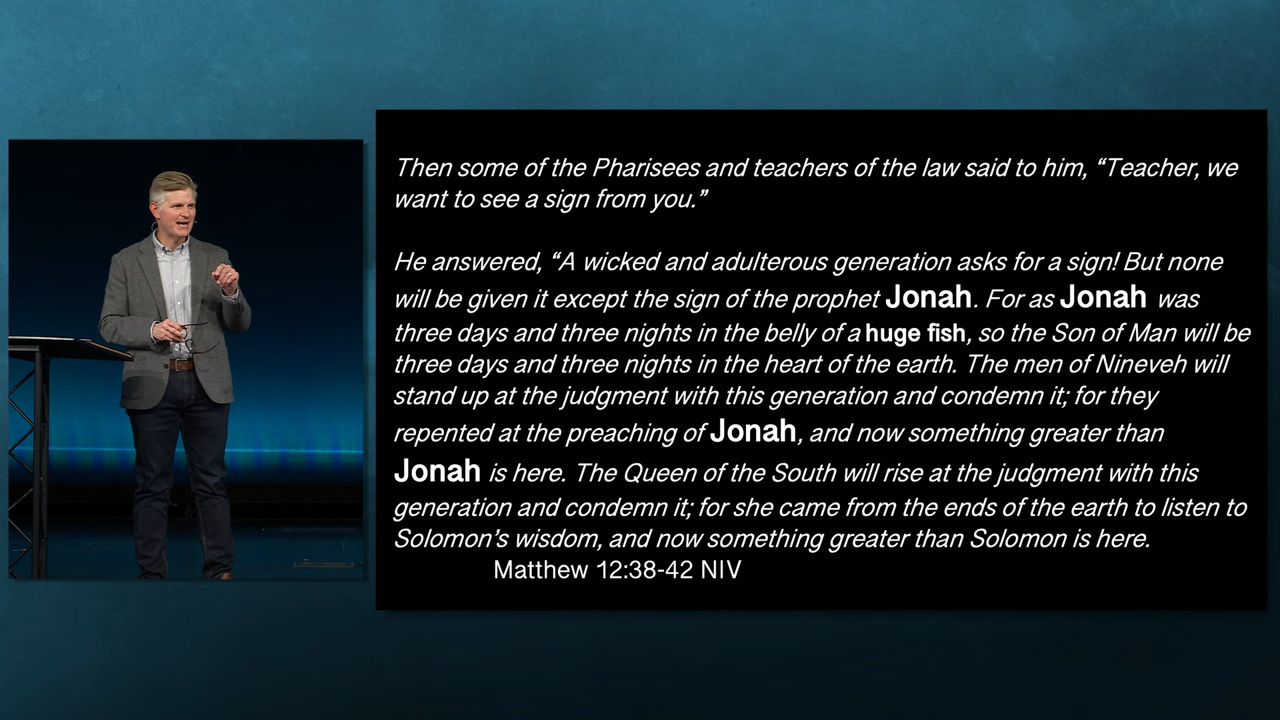 Then some of the Pharisees and teachers of the law said to him, “Teacher, we
want to see a sign from you.”
He answered, “A wicked and adulterous generation asks for a sign! But none
will be given it except the sign of the prophet Jonah. For as Jonah was
three days and three nights in the belly of a huge fish, so the Son of Man will be
three days and three nights in the heart of the earth. The men of Nineveh will
stand up at the judgment with this generation and condemn it; for they
repented at the preaching of Jonah, and now something greater than
Jonah is here. The Queen of the South will rise at the judgment with this
generation and condemn it; for she came from the ends of the earth to listen to
Solomon’s wisdom, and now something greater than Solomon is here.
Matthew 12:38-42 NIV